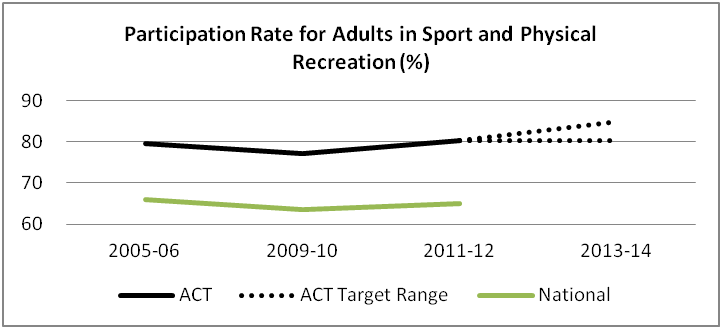 Participation Rate for Adults in Sport and Physical
Recreation (%)
90
80
70
60
2005-06 2009-10 2011-12 2013-14
ACT ACT Target Range National